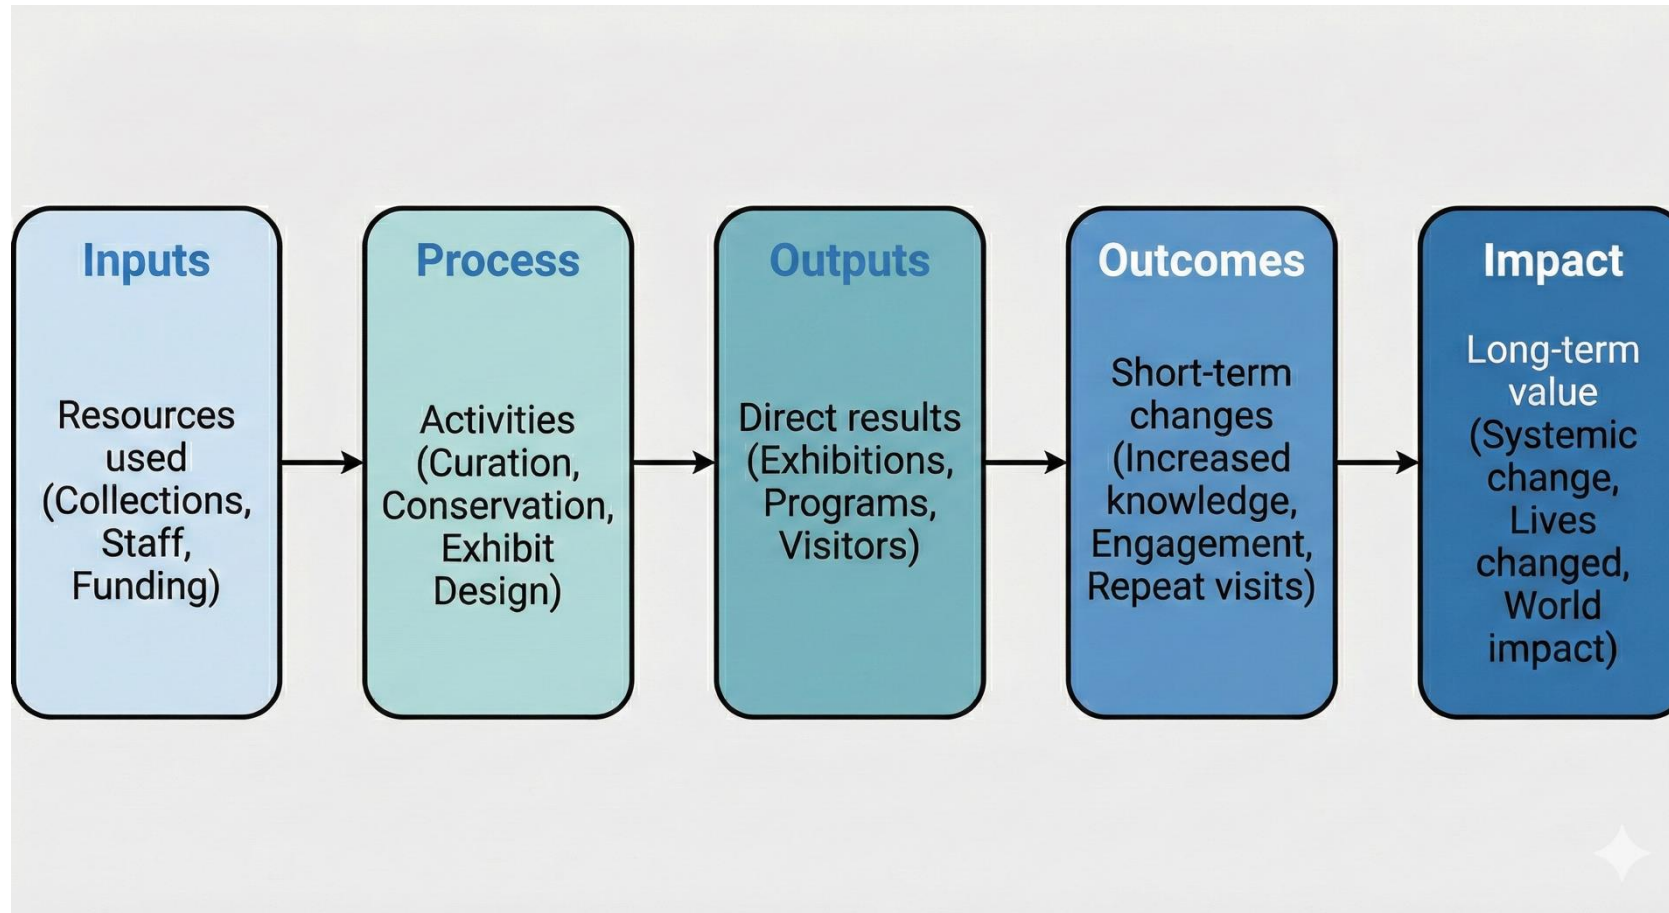 Inputs
Resources
used
(Collections,
Staff,
Funding)
Process
Activities
(Curation,
Conservation,
Exhibit
Design)
Outputs
Direct results
(Exhibitions,
Programs,
Visitors)
Outcomes
Short-term
changes
(Increased
knowledge,
Engagement,
Repeat visits)
Impact
Long-term
value
(Systemic
change,
Lives
changed,
World
impact)